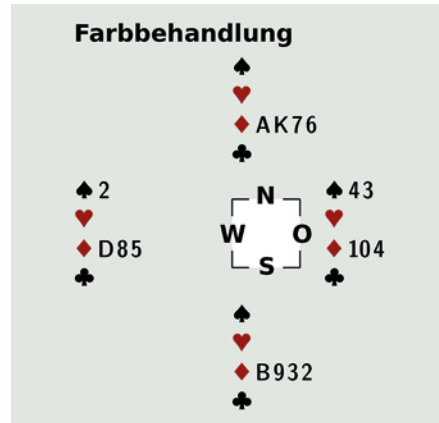 Farbbehandlung
♠
♥
♦ AK76
♣
♠ 2
♥
♦ D85
♣
N
W O
S
♠ 43
♥
♦ 104
♣
♠
♥
♦ B932
♣